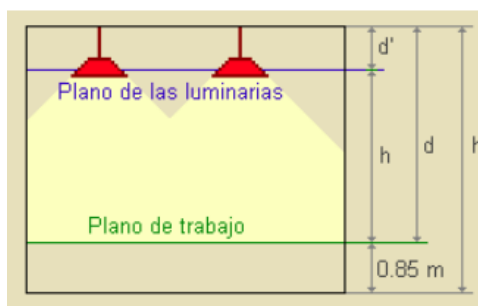 d'
Plano de las luminarias
h
d
h
Plano de trabajo
0.85 m